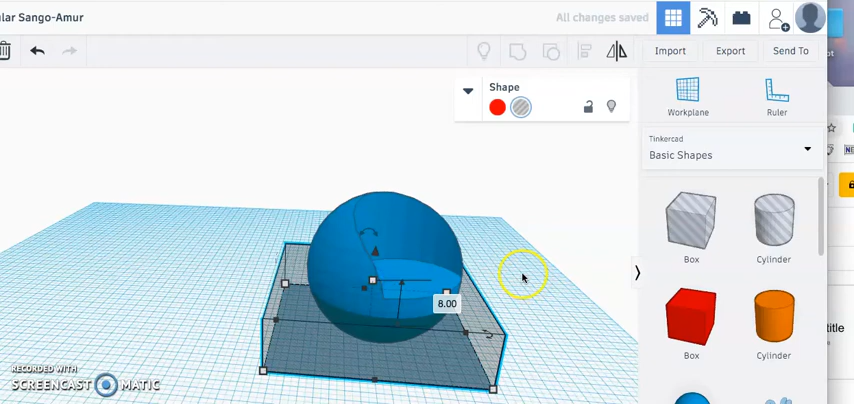 ular Sango-Amur
All changes saved
Import
Export
Send To
Shape
Workplane
Ruler
Tinkercad
Basic Shapes
Box
Cylinder
Box
Cylinder
8.00
title
RECORDED WITH
SCREENCAST MATIC